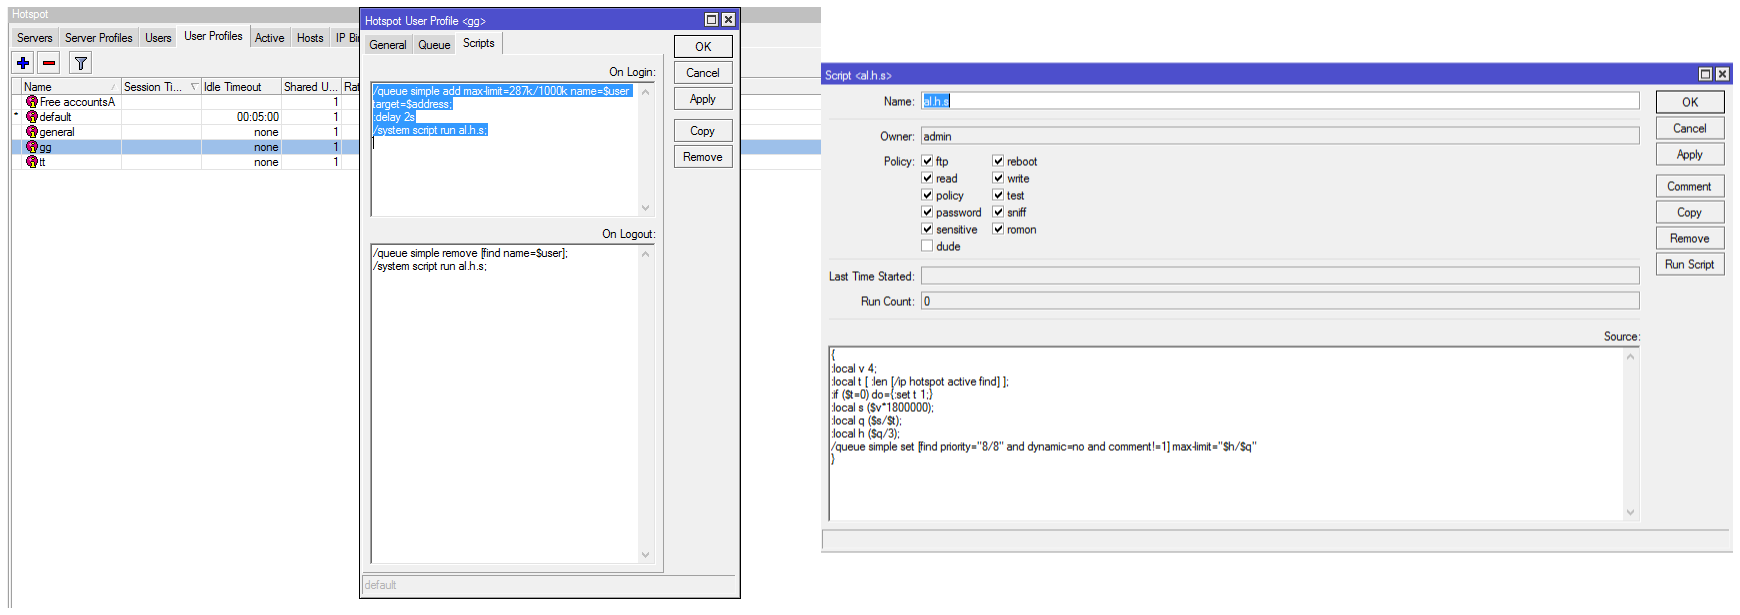 Hotspot
Servers Server Profiles Users User Profiles Active Hosts IP Bi
Name Session Ti... Idle Timeout Shared U... Rat
Free accountsA 1
* default 00:05:00 1
general none 1
gg none 1
tt none 1
Hotspot User Profile <gg>
General Queue Scripts
On Login:
/queue simple add max-limit=287k/1000k name=$user
target=$address;
:delay 2s
/system script run al.h.s;
On Logout:
/queue simple remove [find name=$user];
/system script run al.h.s;
OK
Cancel
Apply
Copy
Remove
default
Script <al.h.s>
Name: al.h.s
Owner: admin
Policy: ftp reboot
read write
policy test
password sniff
sensitive romon
dude
Last Time Started:
Run Count: 0
Source:
{
:local v 4;
:local t [ :len [/ip hotspot active find] ];
:if ($t=0) do={:set t 1;}
:local s ($v*1800000);
:local q ($s/$t);
:local h ($q/3);
/queue simple set [find priority="8/8" and dynamic=no and comment!=1] max-limit="$h/$q"
}
OK
Cancel
Apply
Comment
Copy
Remove
Run Script